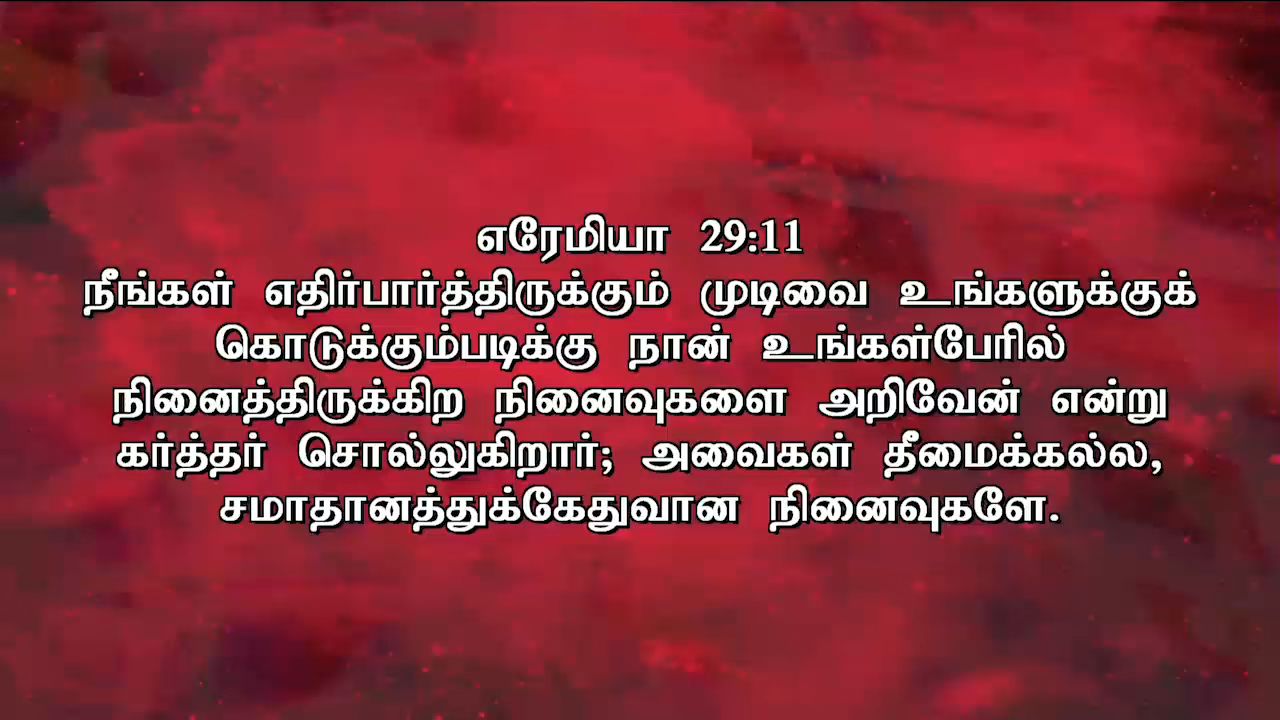 எரேமியா 29:11
நீங்கள் எதிர்பார்த்திருக்கும் முடிவை உங்களுக்குக்
கொடுக்கும்படிக்கு நான் உங்கள்பேரில்
நினைத்திருக்கிற நினைவுகளை அறிவேன் என்று
கர்த்தர் சொல்லுகிறார்; அவைகள் தீமைக்கல்ல,
சமாதானத்துக்கேதுவான நினைவுகளே.